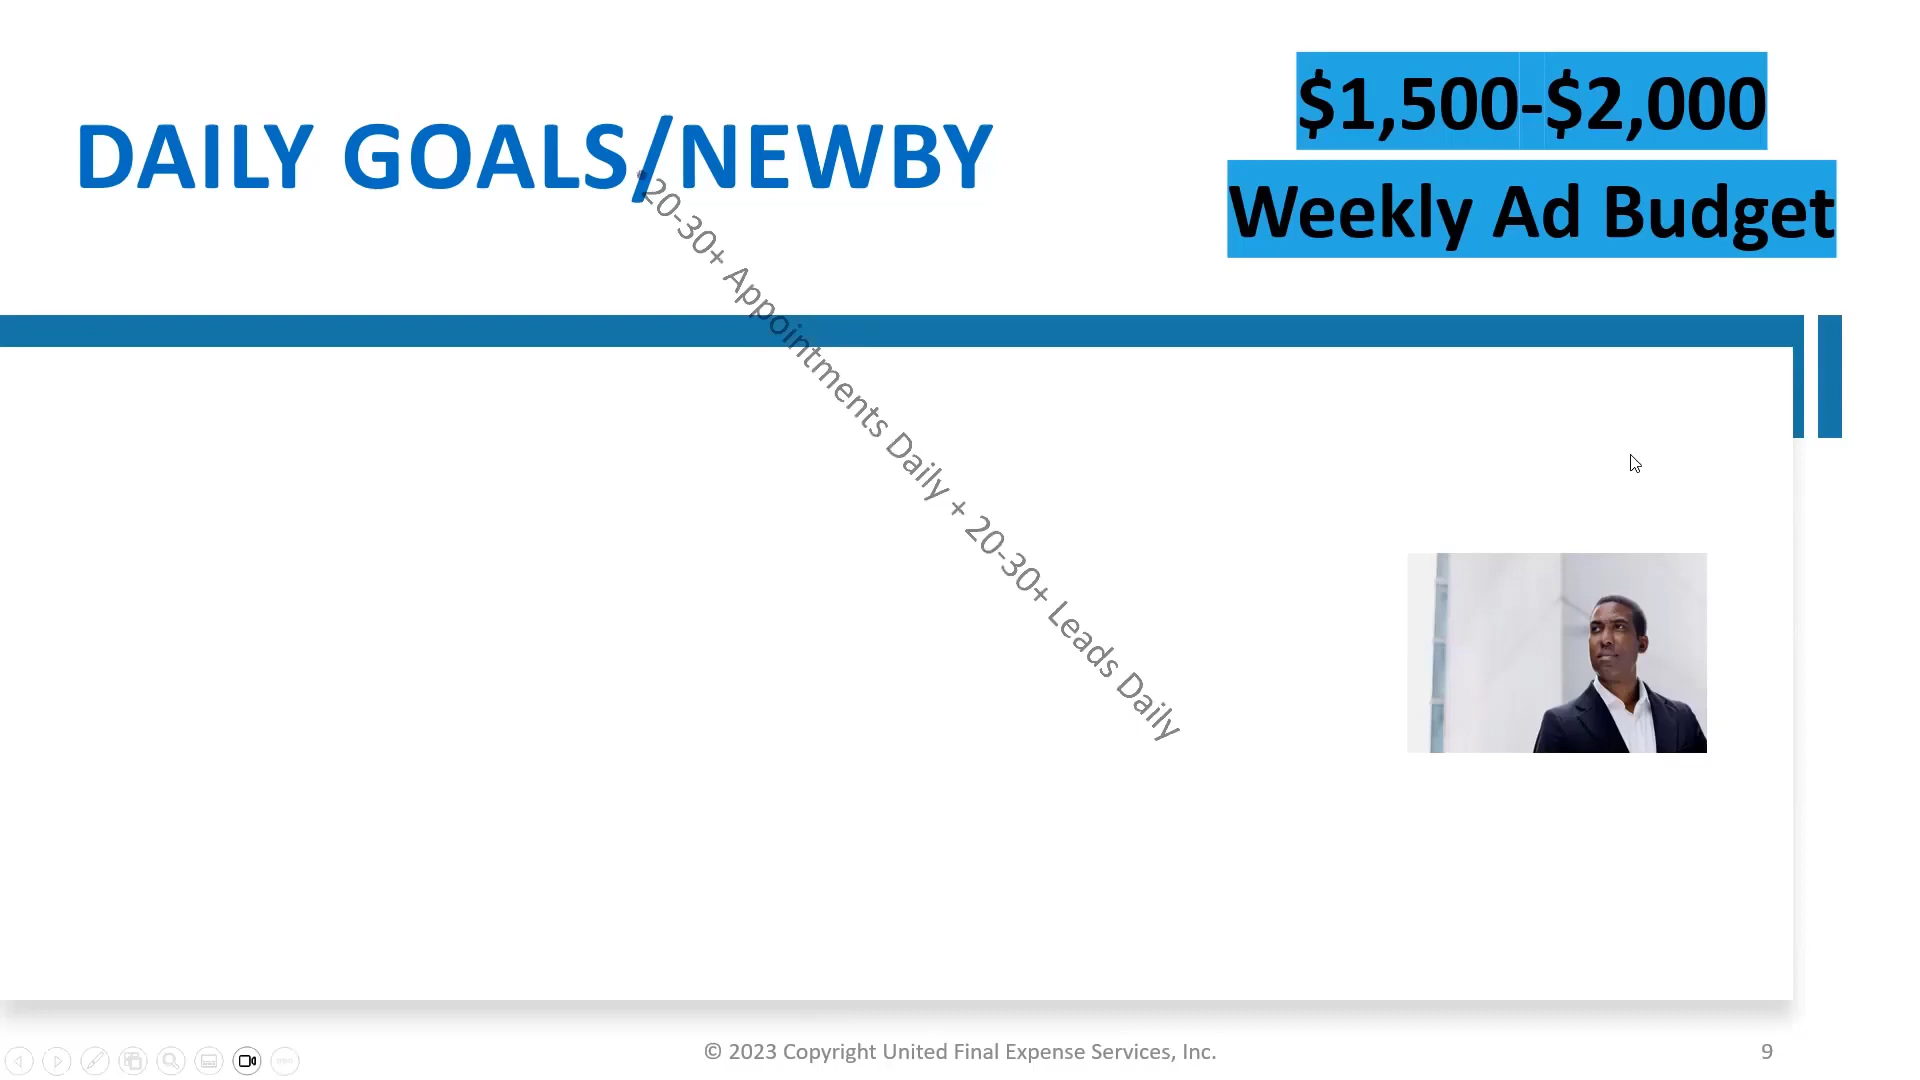 DAILY GOALS/NEWBY
$1,500-$2,000
Weekly Ad Budget
•20-30+ Appointments Daily + 20-30+ Leads Daily
© 2023 Copyright United Final Expense Services, Inc.
9